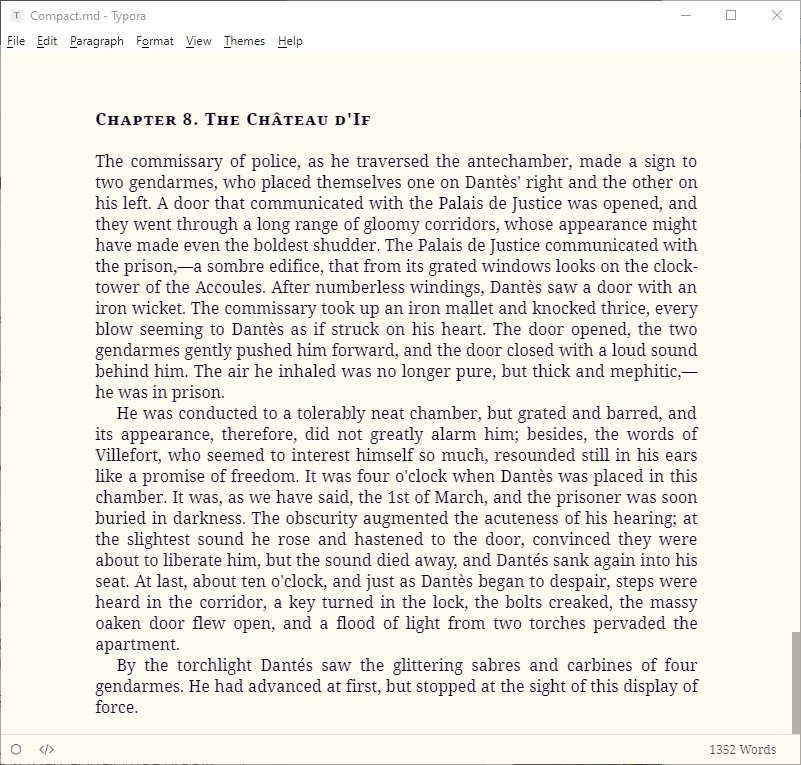 T Compact.md - Typora
File Edit Paragraph Format View Themes Help
Chapter 8. The Château d'If
The commissary of police, as he traversed the antechamber, made a sign to
two gendarmes, who placed themselves one on Dantès' right and the other on
his left. A door that communicated with the Palais de Justice was opened, and
they went through a long range of gloomy corridors, whose appearance might
have made even the boldest shudder. The Palais de Justice communicated with
the prison,—a sombre edifice, that from its grated windows looks on the clock-
tower of the Accoules. After numberless windings, Dantès saw a door with an
iron wicket. The commissary took up an iron mallet and knocked thrice, every
blow seeming to Dantès as if struck on his heart. The door opened, the two
gendarmes gently pushed him forward, and the door closed with a loud sound
behind him. The air he inhaled was no longer pure, but thick and mephitic,—
he was in prison.
He was conducted to a tolerably neat chamber, but grated and barred, and
its appearance, therefore, did not greatly alarm him; besides, the words of
Villefort, who seemed to interest himself so much, resounded still in his ears
like a promise of freedom. It was four o'clock when Dantès was placed in this
chamber. It was, as we have said, the 1st of March, and the prisoner was soon
buried in darkness. The obscurity augmented the acuteness of his hearing; at
the slightest sound he rose and hastened to the door, convinced they were
about to liberate him, but the sound died away, and Dantés sank again into his
seat. At last, about ten o'clock, and just as Dantès began to despair, steps were
heard in the corridor, a key turned in the lock, the bolts creaked, the massy
oaken door flew open, and a flood of light from two torches pervaded the
apartment.
By the torchlight Dantés saw the glittering sabres and carbines of four
gendarmes. He had advanced at first, but stopped at the sight of this display of
force.
</> 1352 Words